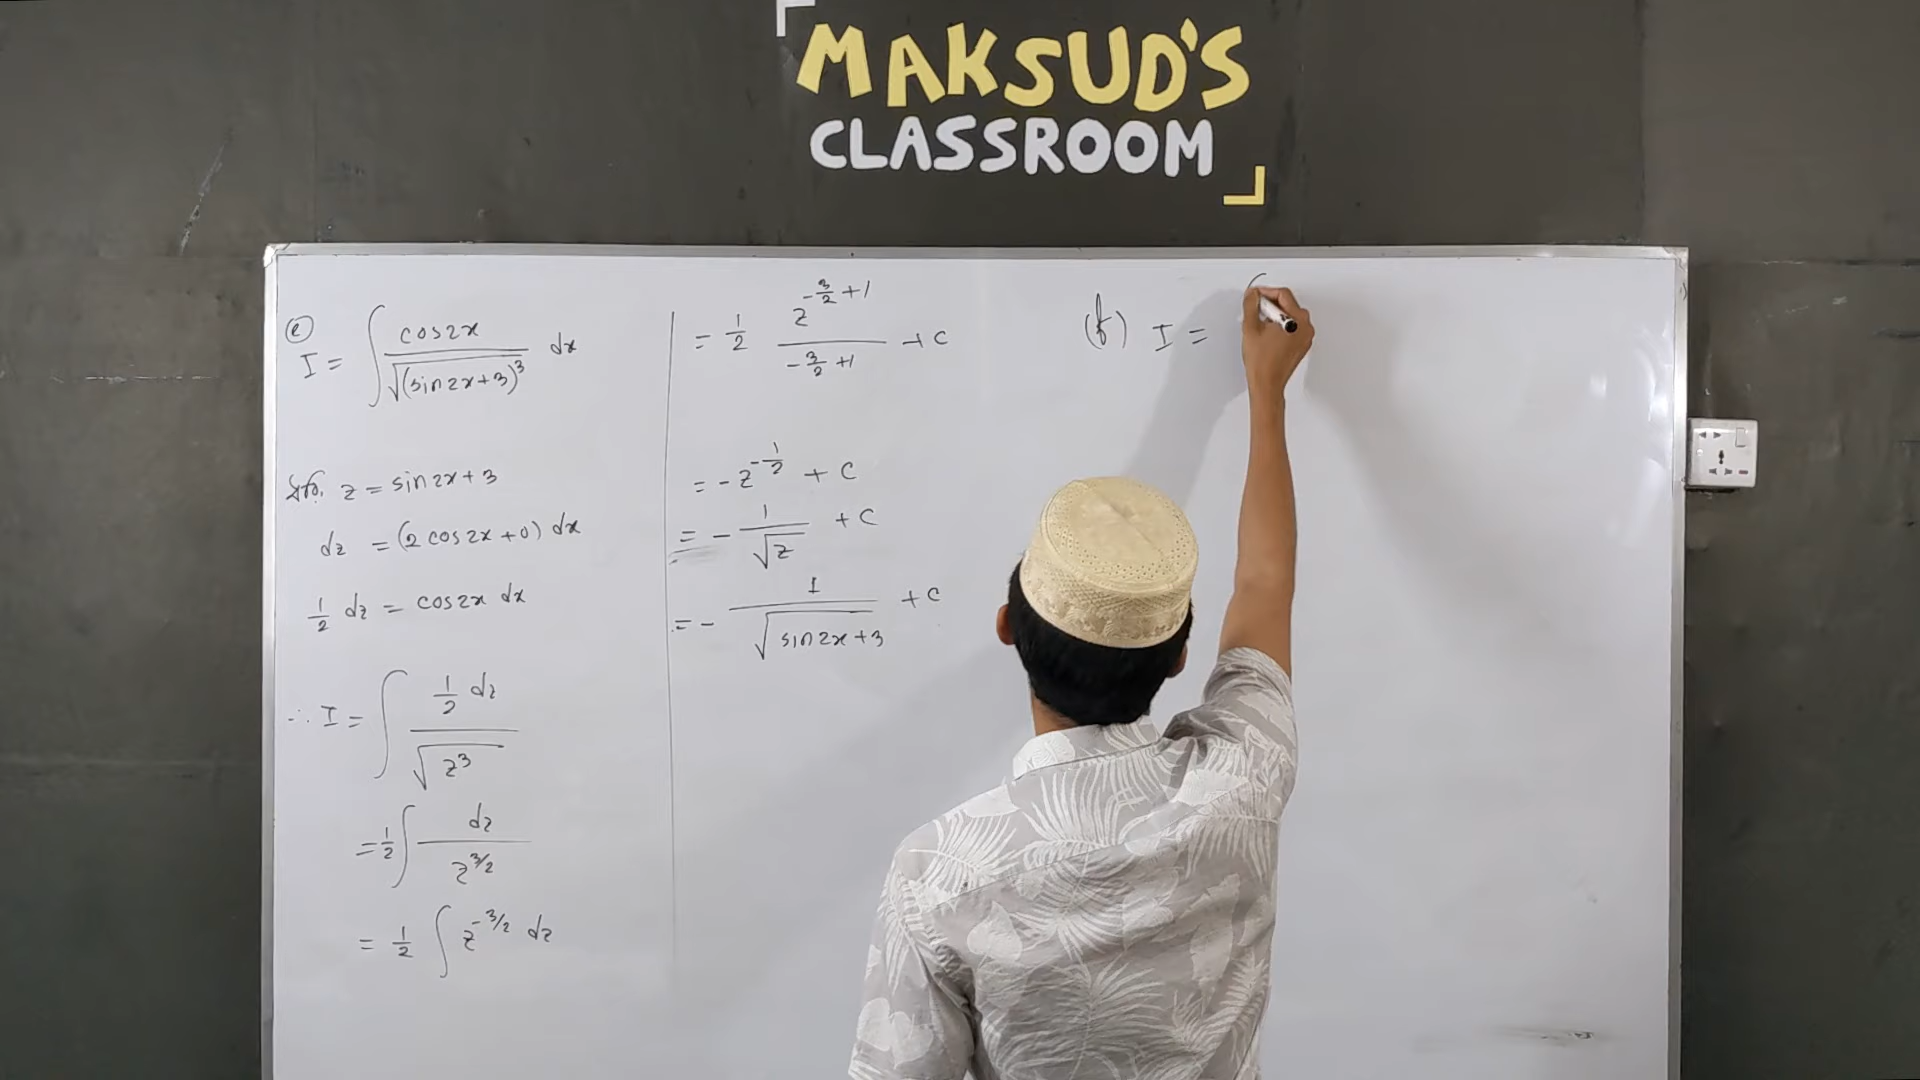 MAKSUD'S
CLASSROOM
(e)
I = ∫ cos2x / √(sin2x+3)³ dx
ধরি, z = sin2x+3
dz = (2cos2x+0) dx
1/2 dz = cos2x dx
∴ I = ∫ 1/2 dz / √z³
= 1/2 ∫ dz / z^3/2
= 1/2 ∫ z^-3/2 dz
= 1/2 z^(-3/2+1) / (-3/2+1) + c
= -z^-1/2 + c
= - 1/√z + c
= - 1/√(sin2x+3) + c
(f) I =